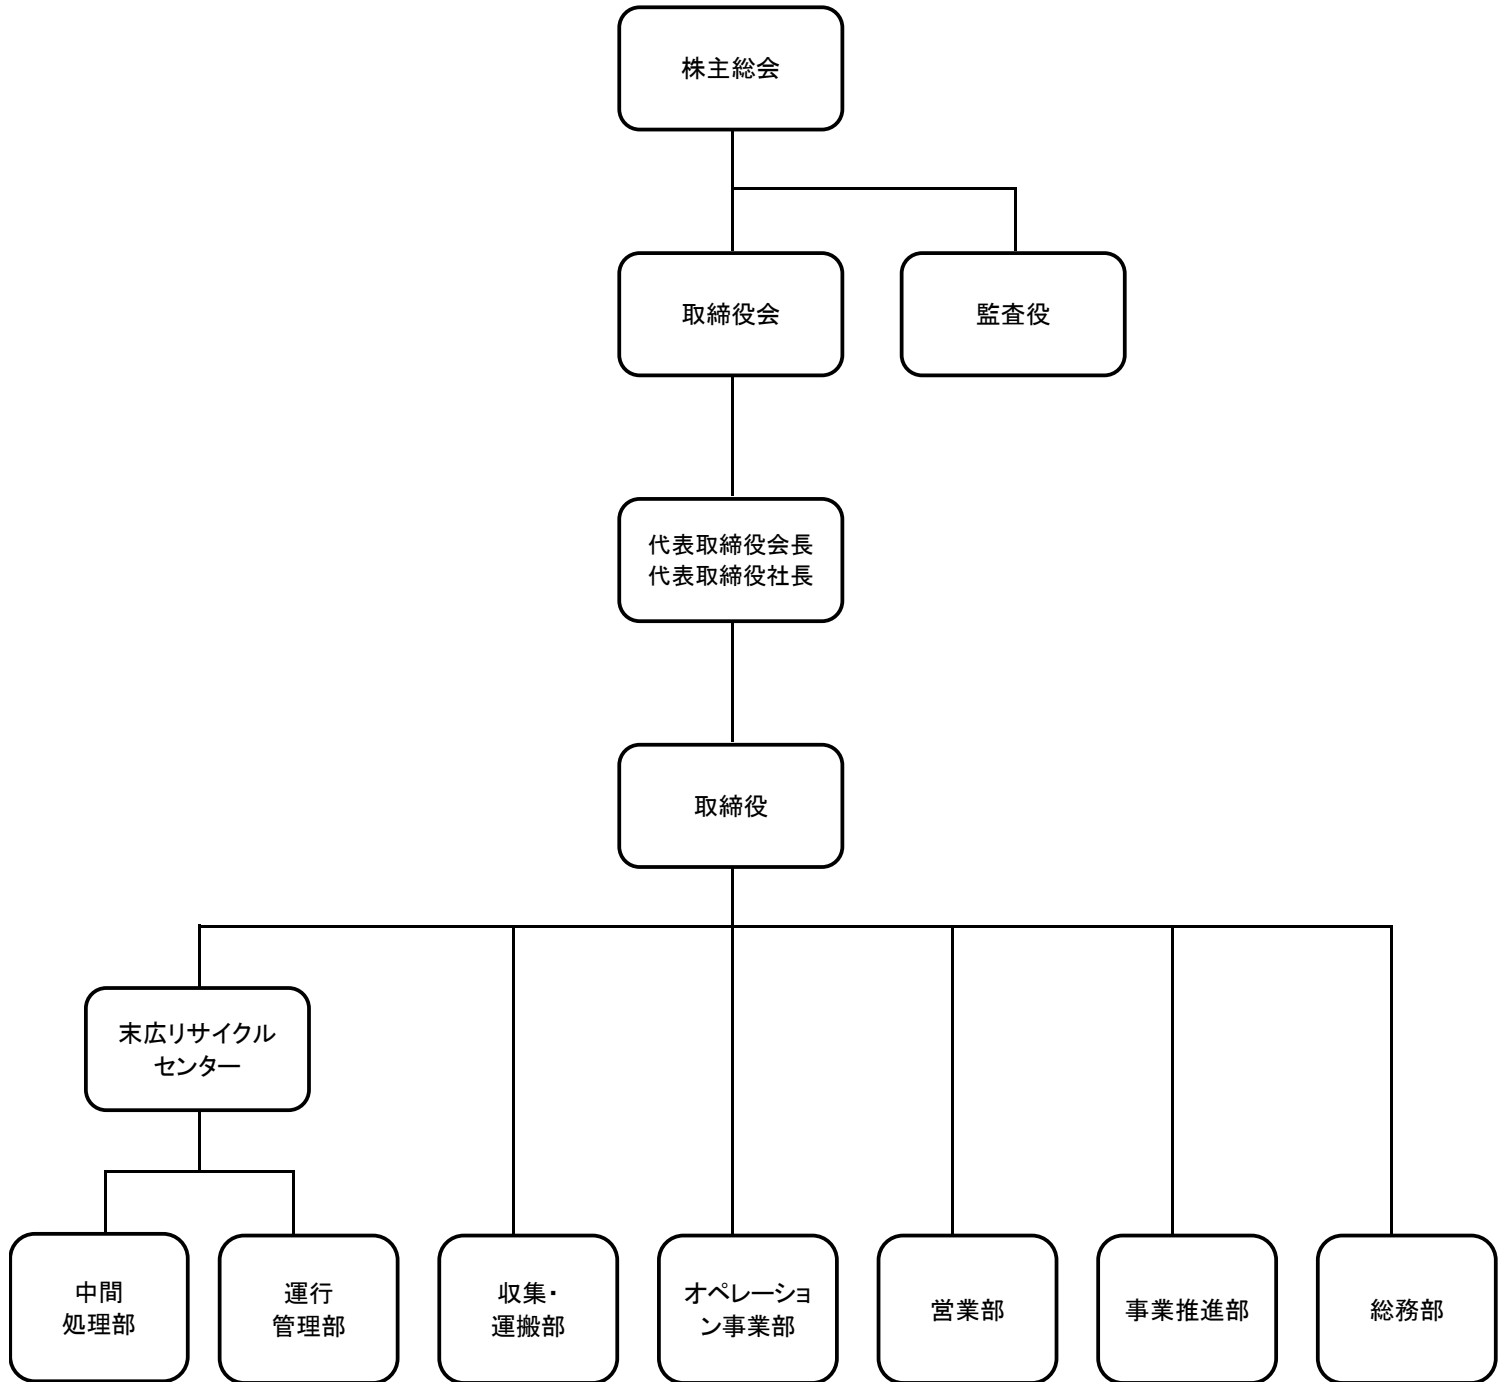 株主総会
取締役会
監査役
代表取締役会長
代表取締役社長
取締役
末広リサイクル
センター
中間
処理部
運行
管理部
収集・
運搬部
オペレーショ
ン事業部
営業部
事業推進部
総務部